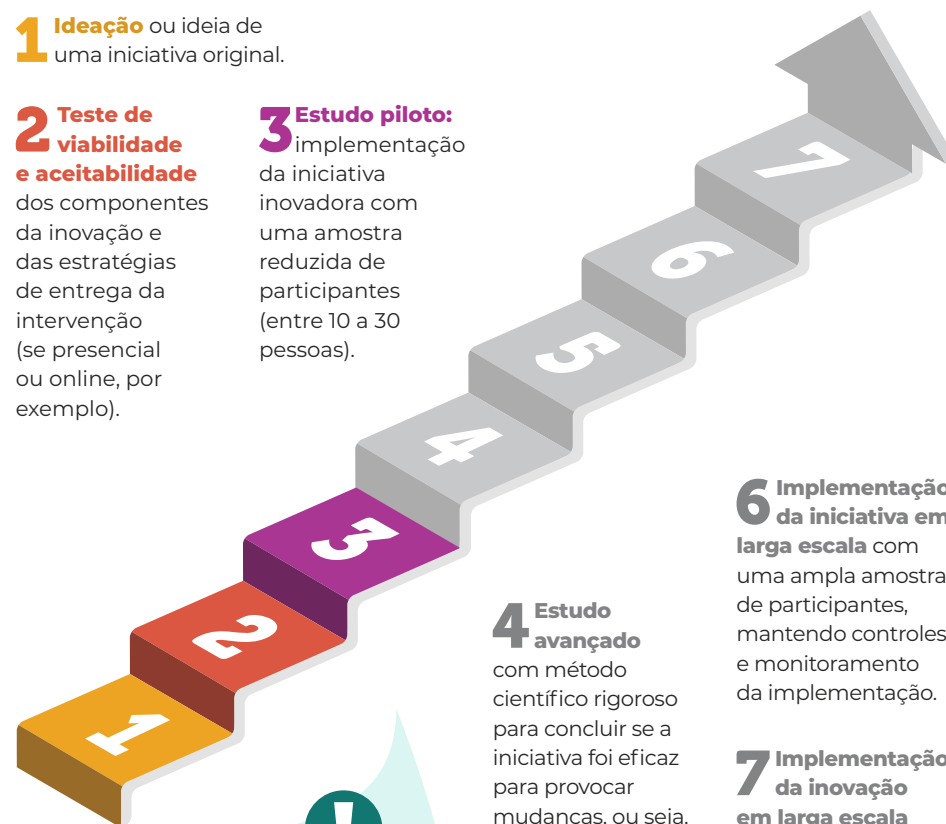 1 Ideação ou ideia de
uma iniciativa original.
2 Teste de
viabilidade
e aceitabilidade
dos componentes
da inovação e
das estratégias
de entrega da
intervenção
(se presencial
ou online, por
exemplo).
3 Estudo piloto:
implementação
da iniciativa
inovadora com
uma amostra
reduzida de
participantes
(entre 10 a 30
pessoas).
4 Estudo
avançado
com método
científico rigoroso
para concluir se a
iniciativa foi eficaz
para provocar
mudanças, ou seja,
6 Implementação
da iniciativa em
larga escala com
uma ampla amostra
de participantes,
mantendo controles
e monitoramento
da implementação.
7 Implementação
da inovação
em larga escala
1
2
3
4
5
6
7
!